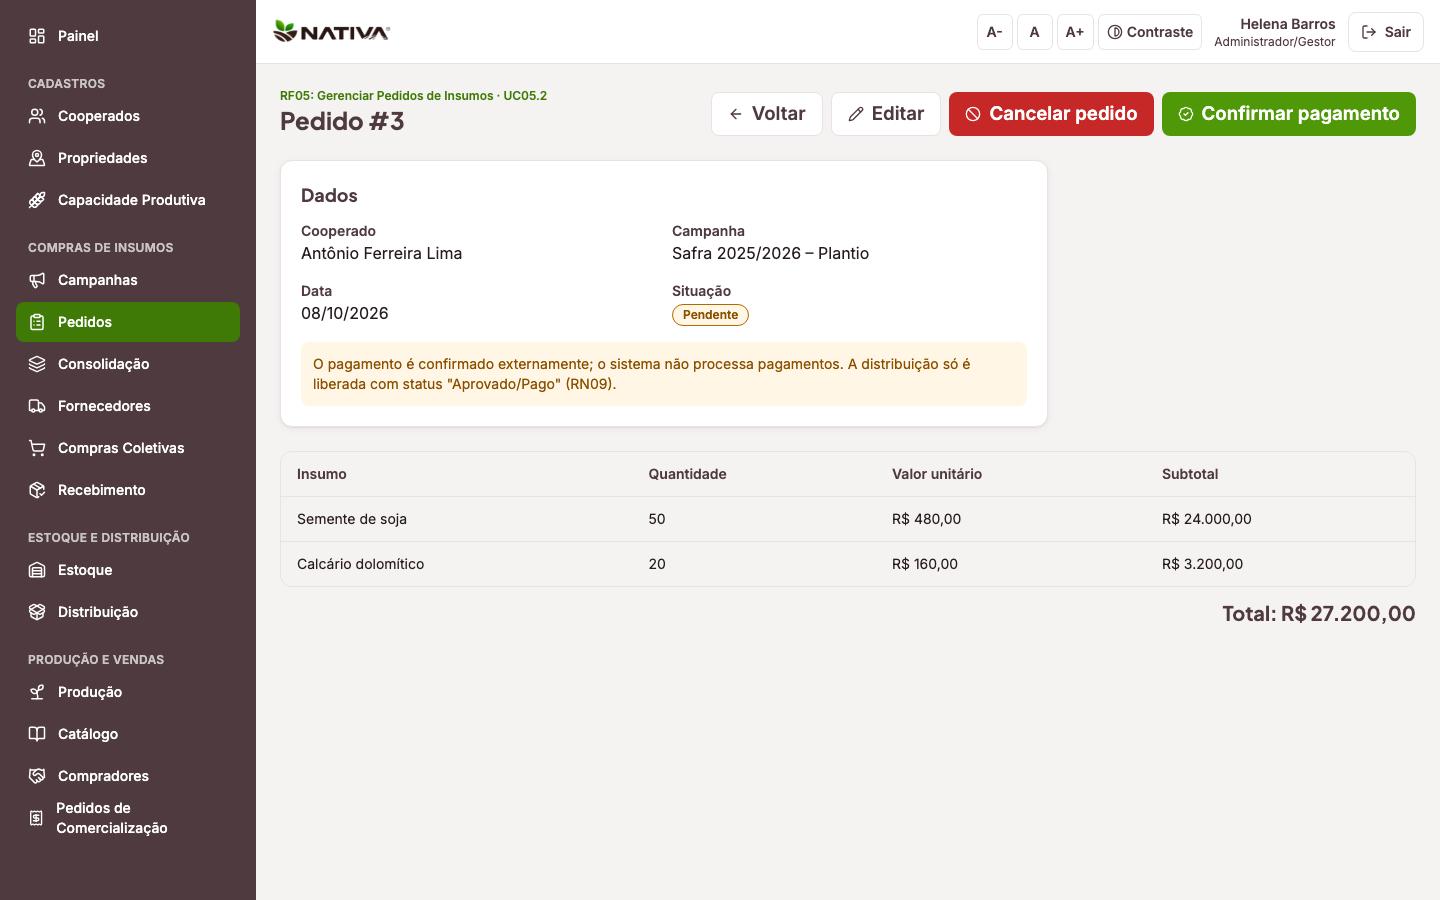 Painel
CADASTROS
Cooperados
Propriedades
Capacidade Produtiva
COMPRAS DE INSUMOS
Campanhas
Pedidos
Consolidação
Fornecedores
Compras Coletivas
Recebimento
ESTOQUE E DISTRIBUIÇÃO
Estoque
Distribuição
PRODUÇÃO E VENDAS
Produção
Catálogo
Compradores
Pedidos de
Comercialização
NATIVA
A- A A+ Contraste
Helena Barros
Administrador/Gestor
Sair
RF05: Gerenciar Pedidos de Insumos · UC05.2
Pedido #3
Voltar Editar Cancelar pedido Confirmar pagamento
Dados
Cooperado Campanha
Antônio Ferreira Lima Safra 2025/2026 – Plantio
Data Situação
08/10/2026 Pendente
O pagamento é confirmado externamente; o sistema não processa pagamentos. A distribuição só é
liberada com status "Aprovado/Pago" (RN09).
Insumo Quantidade Valor unitário Subtotal
Semente de soja 50 R$ 480,00 R$ 24.000,00
Calcário dolomítico 20 R$ 160,00 R$ 3.200,00
Total: R$ 27.200,00